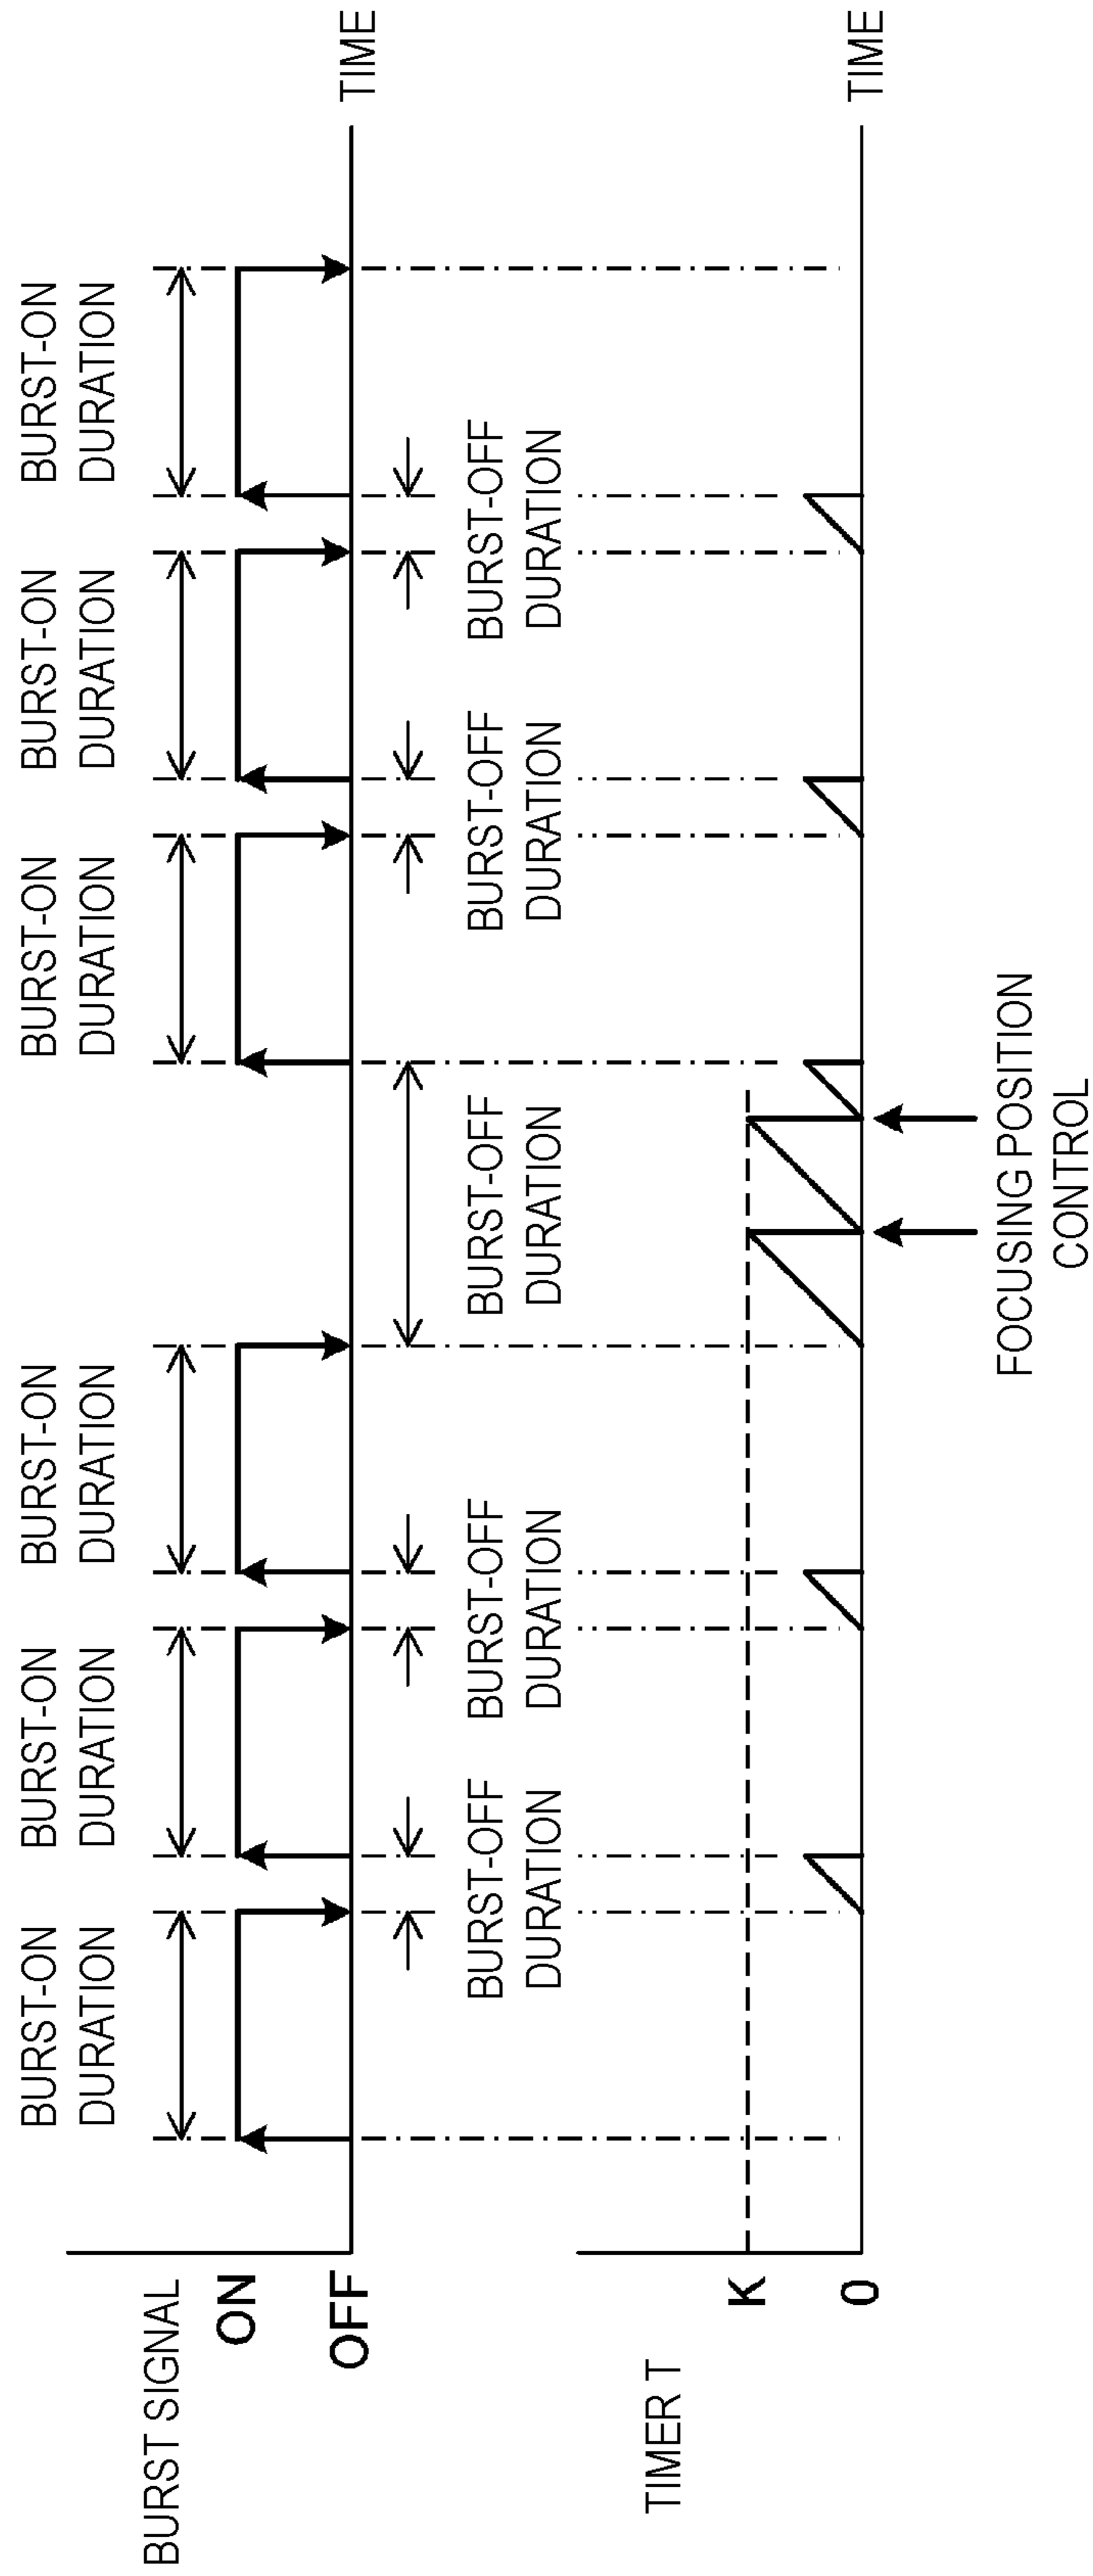 BURST SIGNAL
ON
OFF
BURST-ON
DURATION
BURST-ON
DURATION
BURST-ON
DURATION
BURST-ON
DURATION
BURST-ON
DURATION
BURST-ON
DURATION
TIME
BURST-OFF
DURATION
BURST-OFF
DURATION
BURST-OFF
DURATION
BURST-OFF
DURATION
BURST-OFF
DURATION
TIMER T
K
0
TIME
FOCUSING POSITION
CONTROL